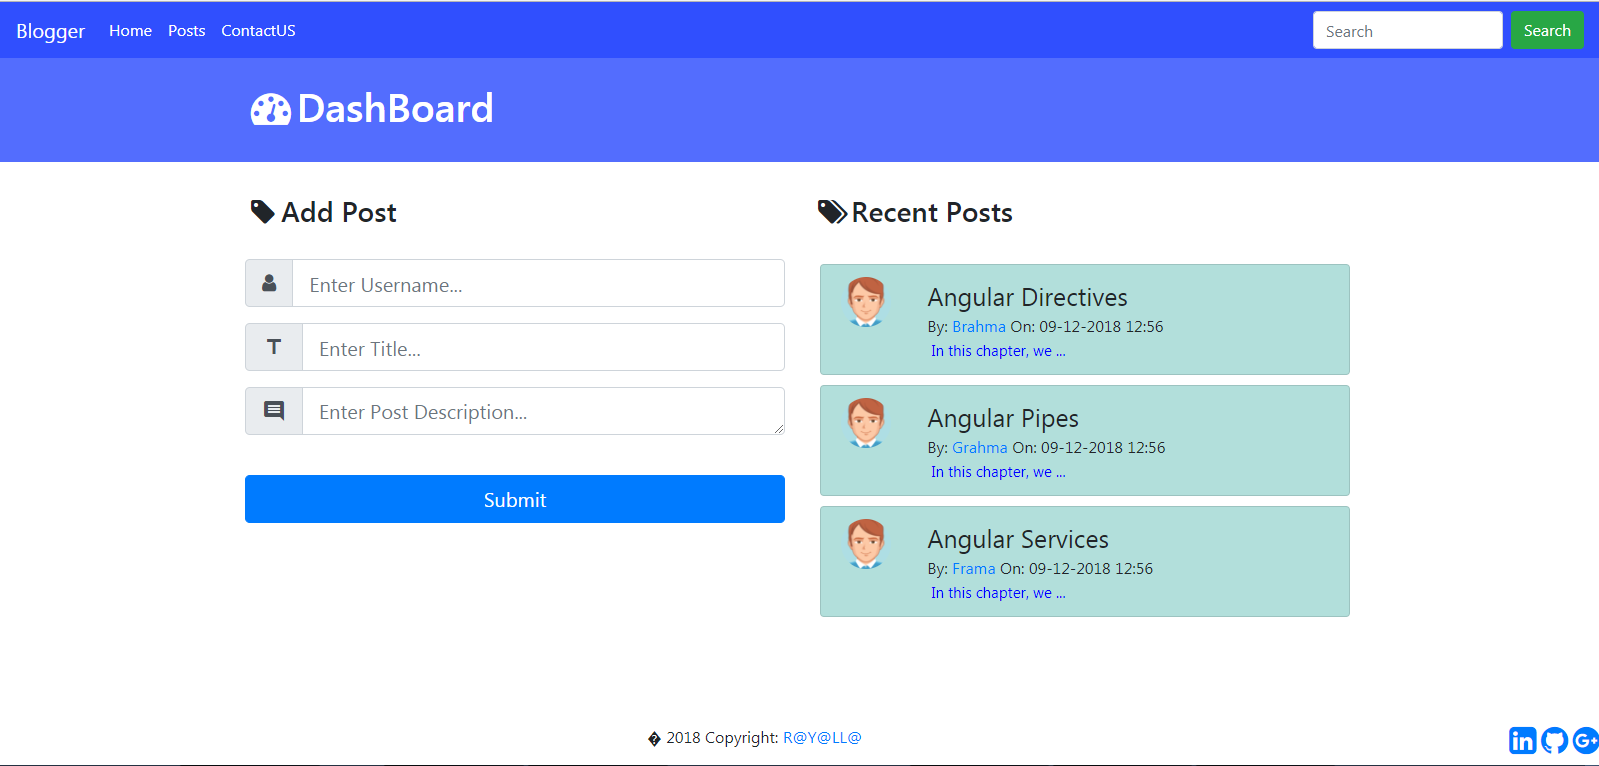 Blogger Home Posts ContactUS Search Search
DashBoard
Add Post
Enter Username...
Enter Title...
Enter Post Description...
Submit
Recent Posts
Angular Directives
By: Brahma On: 09-12-2018 12:56
In this chapter, we ...
Angular Pipes
By: Grahma On: 09-12-2018 12:56
In this chapter, we ...
Angular Services
By: Frama On: 09-12-2018 12:56
In this chapter, we ...
� 2018 Copyright: R@Y@LL@